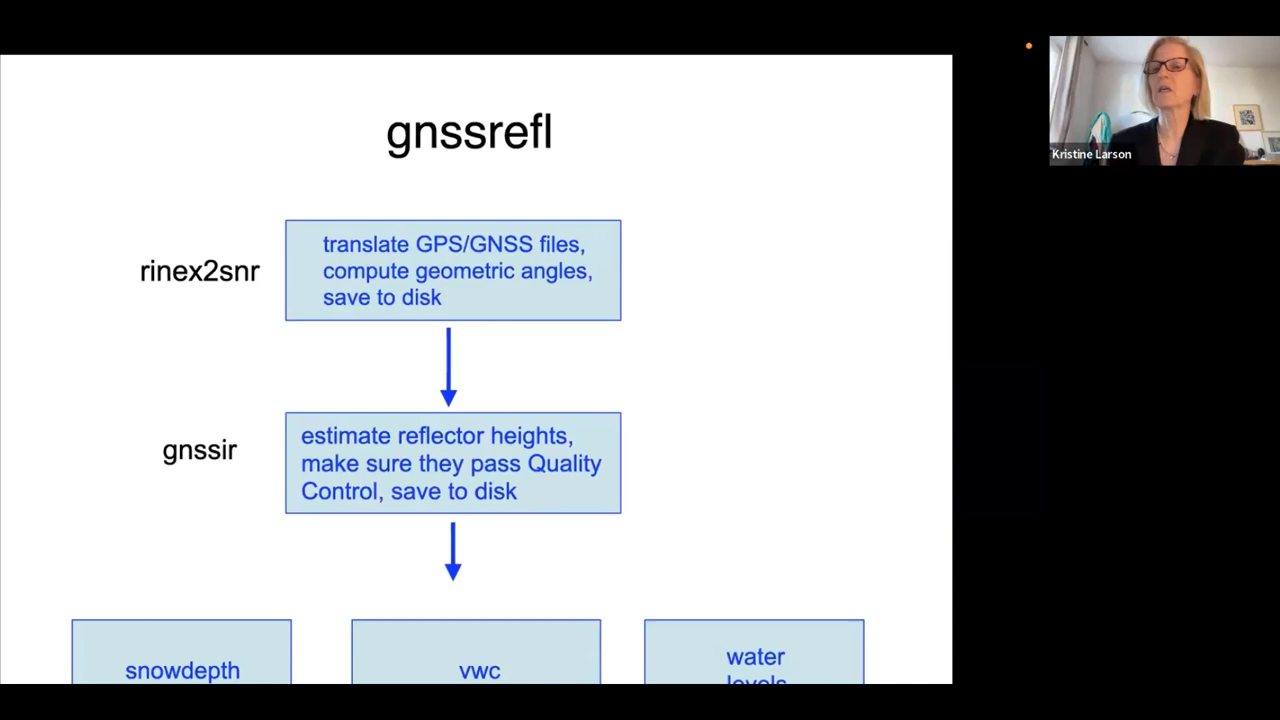 gnssrefl
rinex2snr
translate GPS/GNSS files,
compute geometric angles,
save to disk
gnssir
estimate reflector heights,
make sure they pass Quality
Control, save to disk
snowdepth
vwc
water
levels
Kristine Larson